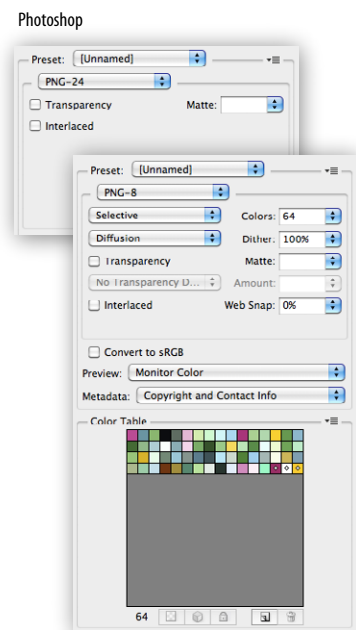 Photoshop
Preset: [Unnamed]
PNG-24
Transparency Matte:
Interlaced
Preset: [Unnamed]
PNG-8
Selective Colors: 64
Diffusion Dither: 100%
Transparency Matte:
No Transparency D... Amount:
Interlaced Web Snap: 0%
Convert to sRGB
Preview: Monitor Color
Metadata: Copyright and Contact Info
Color Table
64